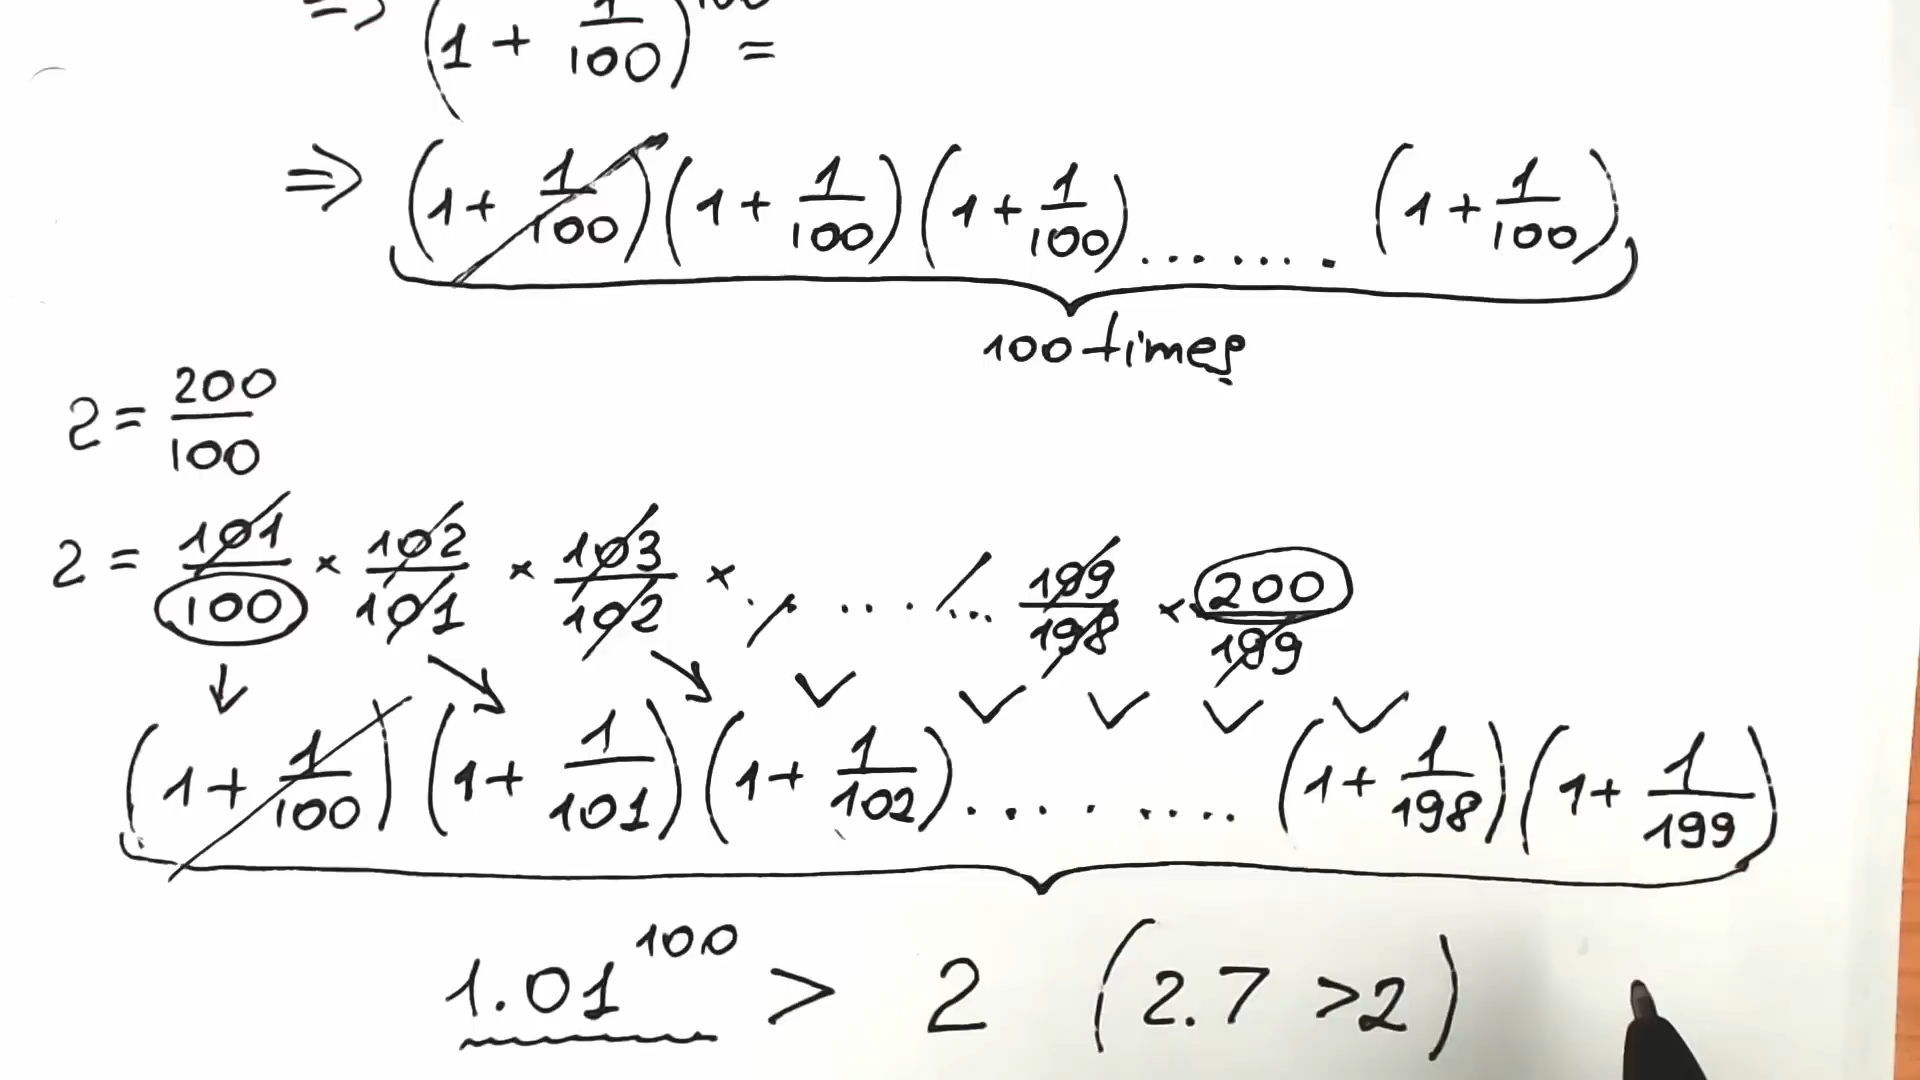 => (1 + 1/100)^100 =
=> (1 + 1/100)(1 + 1/100)(1 + 1/100)........(1 + 1/100)
100 times
2 = 200/100
2 = 101/100 × 102/101 × 103/102 × ........ 199/198 × 200/199
(1 + 1/100)(1 + 1/101)(1 + 1/102)........(1 + 1/198)(1 + 1/199)
1.01^100 > 2 (2.7 > 2)